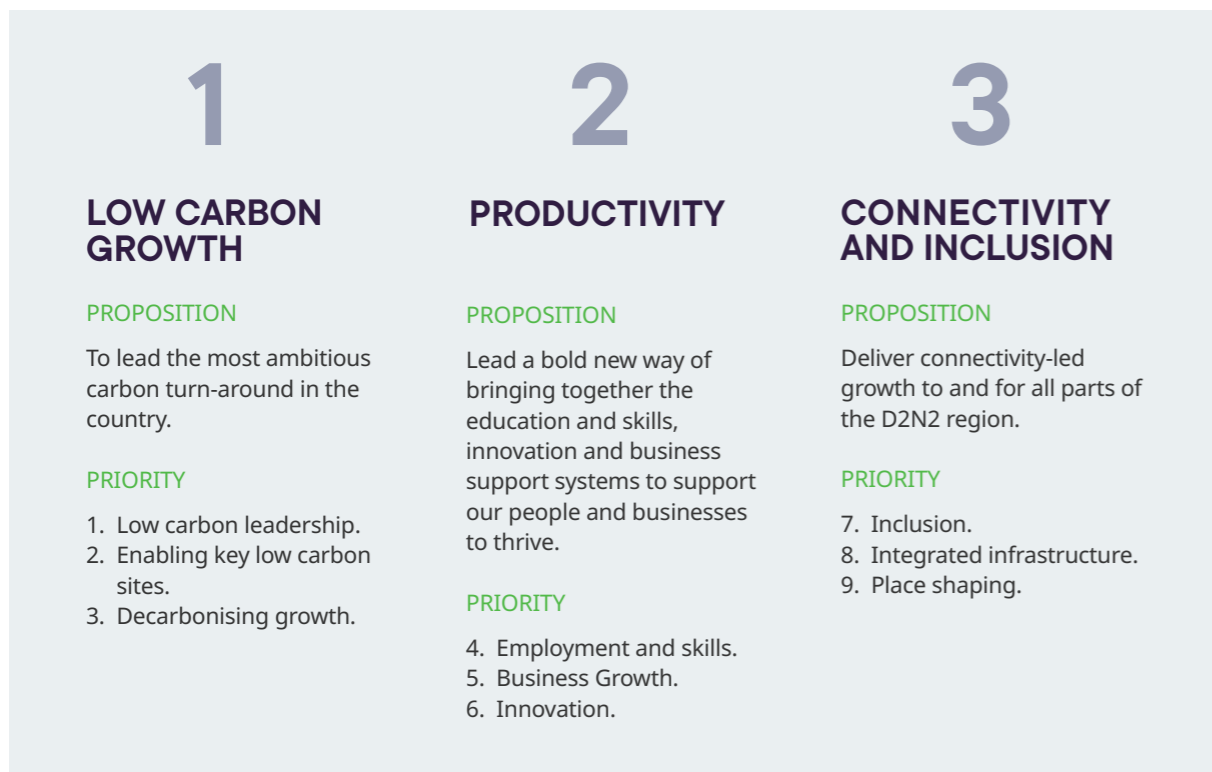 1
LOW CARBON
GROWTH
PROPOSITION
To lead the most ambitious
carbon turn-around in the
country.
PRIORITY
1. Low carbon leadership.
2. Enabling key low carbon
sites.
3. Decarbonising growth.
2
PRODUCTIVITY
PROPOSITION
Lead a bold new way of
bringing together the
education and skills,
innovation and business
support systems to support
our people and businesses
to thrive.
PRIORITY
4. Employment and skills.
5. Business Growth.
6. Innovation.
3
CONNECTIVITY
AND INCLUSION
PROPOSITION
Deliver connectivity-led
growth to and for all parts of
the D2N2 region.
PRIORITY
7. Inclusion.
8. Integrated infrastructure.
9. Place shaping.